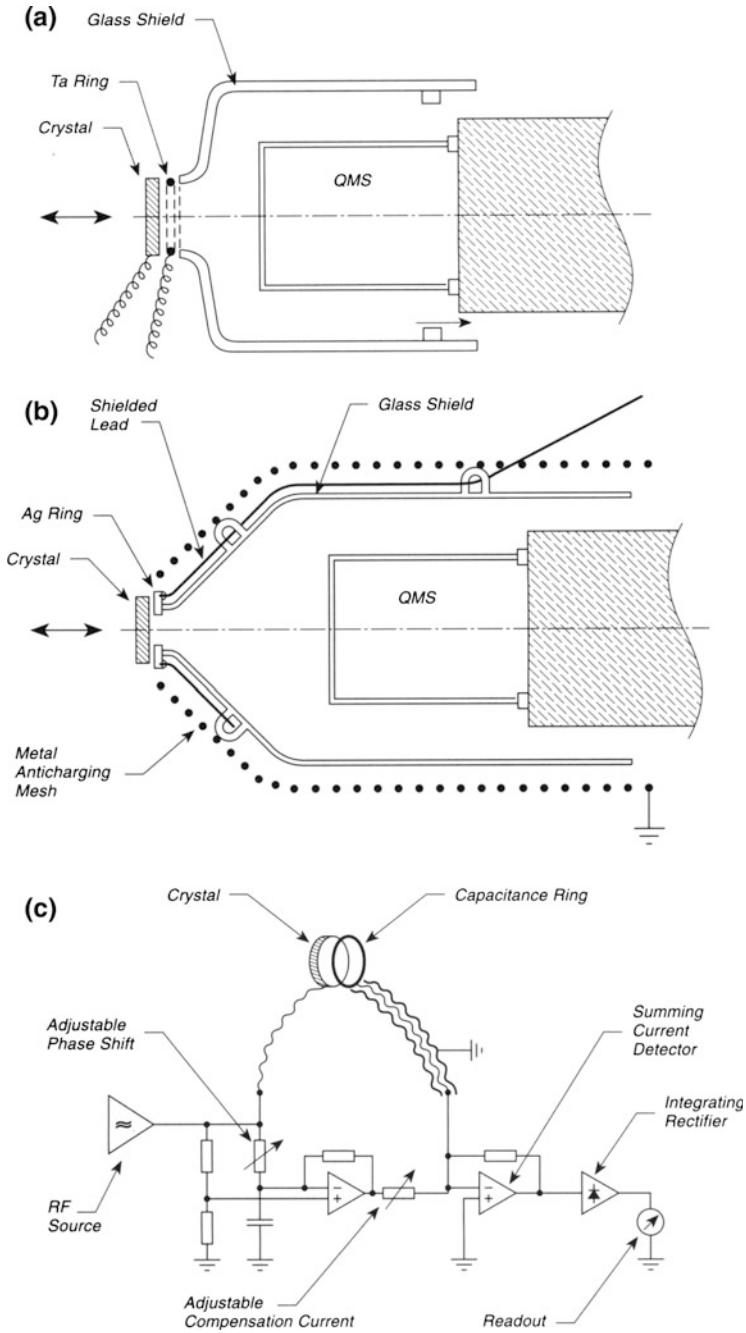 (a)
Glass Shield
Ta Ring
Crystal
QMS
(b)
Shielded
Lead
Glass Shield
Ag Ring
Crystal
QMS
Metal
Anticharging
Mesh
(c)
Crystal
Capacitance Ring
Adjustable
Phase Shift
Summing
Current
Detector
Integrating
Rectifier
≈
−
+
−
+
RF
Source
Adjustable
Compensation Current
Readout